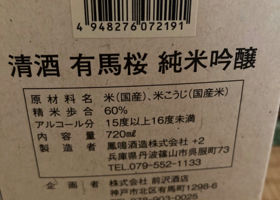 4948276072191
清酒 有馬桜 純米吟醸
原材料名 米(国産)、米こうじ(国産米)
精米歩合 60%
アルコール分 15度以上16度未満
内容量 720㎖
製造者 鳳鳴酒造株式会社 +2
兵庫県丹波篠山市呉服町73
TEL.079-552-1133
企画 株式会社 前沢酒店
神戸市北区有馬町1298-6